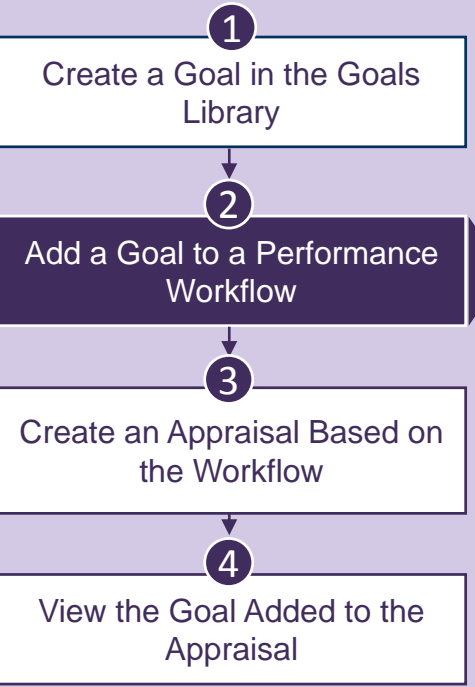 1
Create a Goal in the Goals
Library
2
Add a Goal to a Performance
Workflow
3
Create an Appraisal Based on
the Workflow
4
View the Goal Added to the
Appraisal